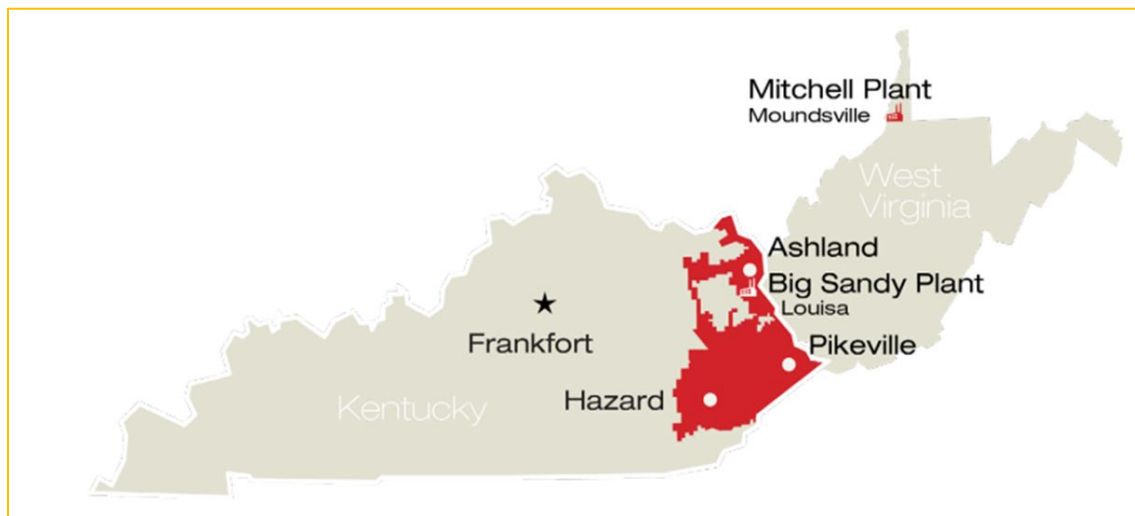 Mitchell Plant
Moundsville
West
Virginia
Ashland
Big Sandy Plant
Louisa
Frankfort
Pikeville
Hazard
Kentucky